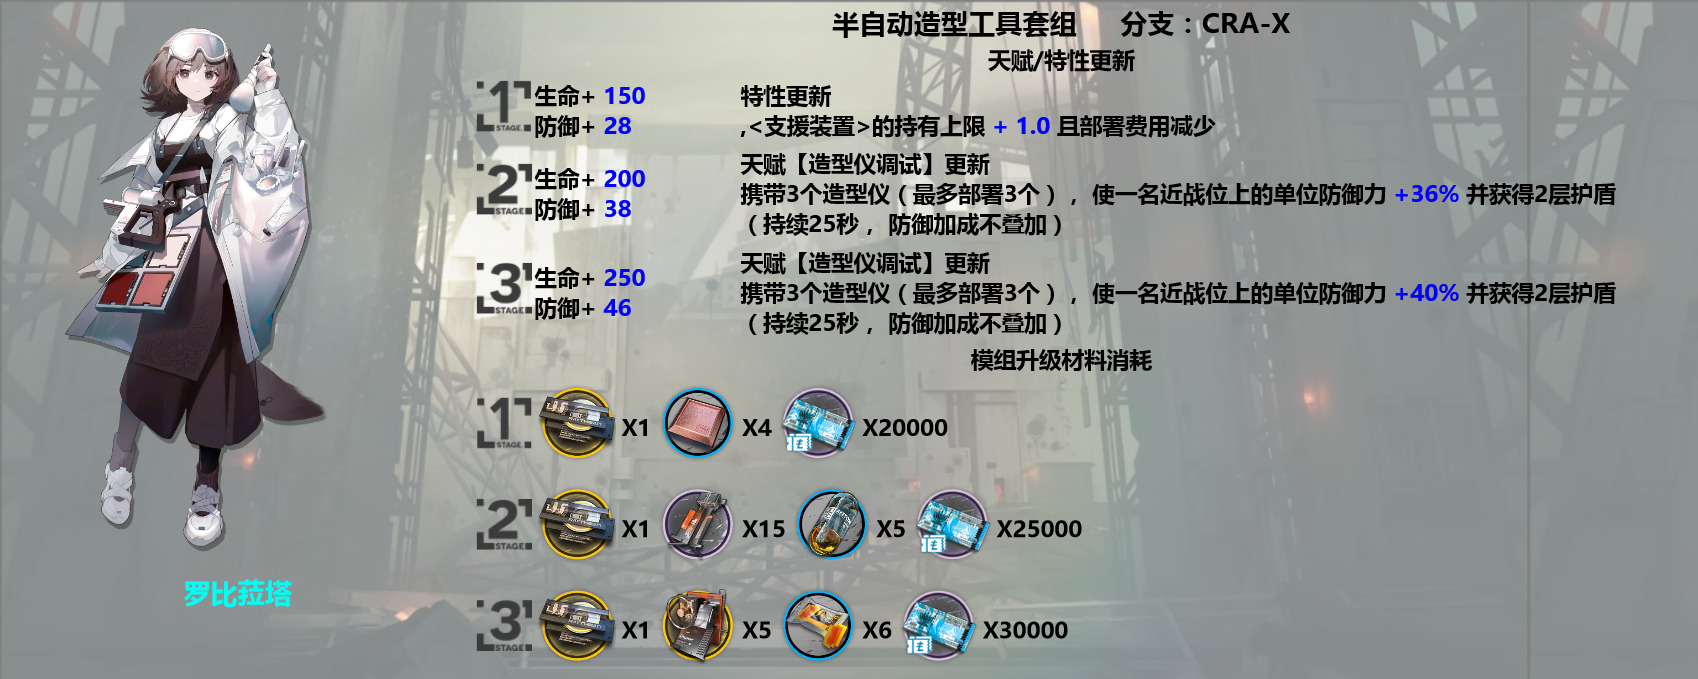 半自动造型工具套组 分支：CRA-X
天赋/特性更新
1 STAGE.
生命+ 150
防御+ 28
特性更新
,<支援装置>的持有上限 + 1.0 且部署费用减少
2 STAGE.
生命+ 200
防御+ 38
天赋【造型仪调试】更新
携带3个造型仪（最多部署3个），使一名近战位上的单位防御力 +36% 并获得2层护盾
（持续25秒，防御加成不叠加）
3 STAGE.
生命+ 250
防御+ 46
天赋【造型仪调试】更新
携带3个造型仪（最多部署3个），使一名近战位上的单位防御力 +40% 并获得2层护盾
（持续25秒，防御加成不叠加）
模组升级材料消耗
1 STAGE. X1 X4 X20000
2 STAGE. X1 X15 X5 X25000
3 STAGE. X1 X5 X6 X30000
罗比菈塔